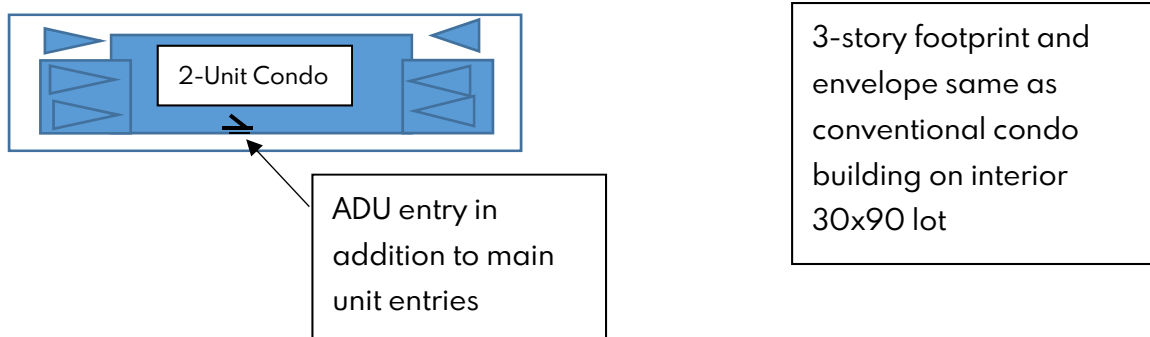 2-Unit Condo
ADU entry in
addition to main
unit entries
3-story footprint and
envelope same as
conventional condo
building on interior
30x90 lot